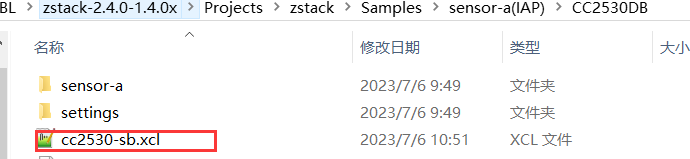 BL > zstack-2.4.0-1.4.0x > Projects > zstack > Samples > sensor-a(IAP) > CC2530DB
名称 修改日期 类型 大小
sensor-a 2023/7/6 9:49 文件夹
settings 2023/7/6 9:49 文件夹
cc2530-sb.xcl 2023/7/6 10:51 XCL 文件